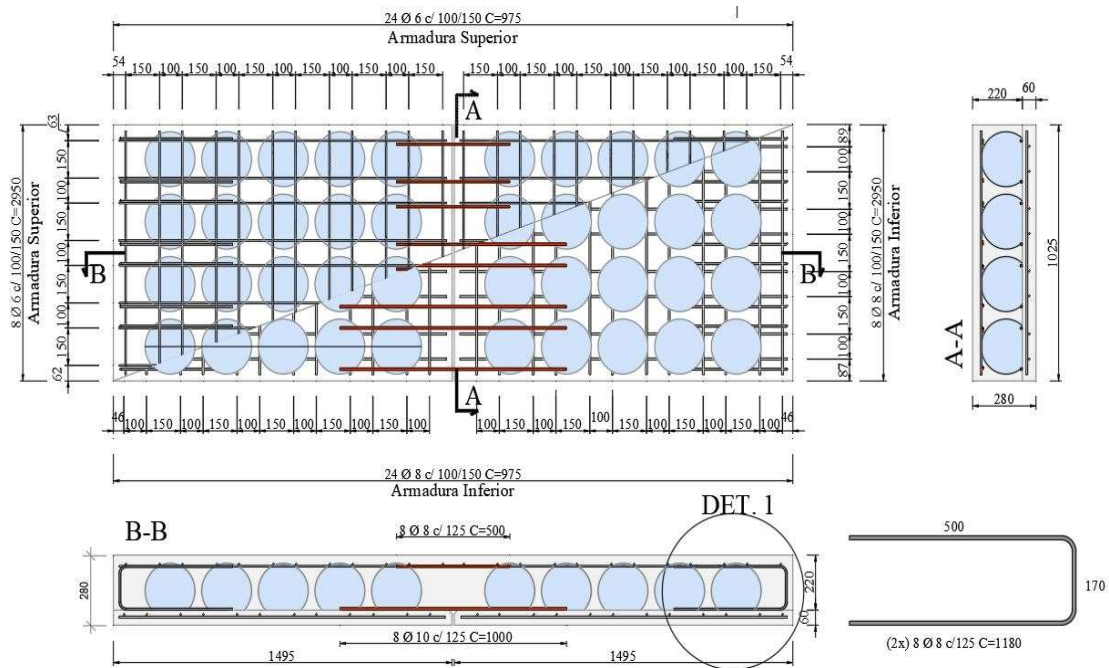 24 Ø 6 c/ 100/150 C=975
Armadura Superior
54 150 100 150 100 150 100 150 100 150 100 150 150 100 150 100 150 100 150 100 150 100 150 54
A
8 Ø 6 c/ 100/150 C=2950
Armadura Superior
63 150 100 150 100 150 100 150 62
B
B
89 100 150 100 150 100 150 100 87
8 Ø 8 c/ 100/150 C=2950
Armadura Inferior
A
46 100 150 100 150 100 150 100 150 100 150 100 100 150 100 150 100 150 100 150 100 150 100 46
24 Ø 8 c/ 100/150 C=975
Armadura Inferior
220 60
A-A
1025
280
B-B
8 Ø 8 c/ 125 C=500
DET. 1
280
220
60
8 Ø 10 c/ 125 C=1000
1495 1495
500
170
(2x) 8 Ø 8 c/ 125 C=1180